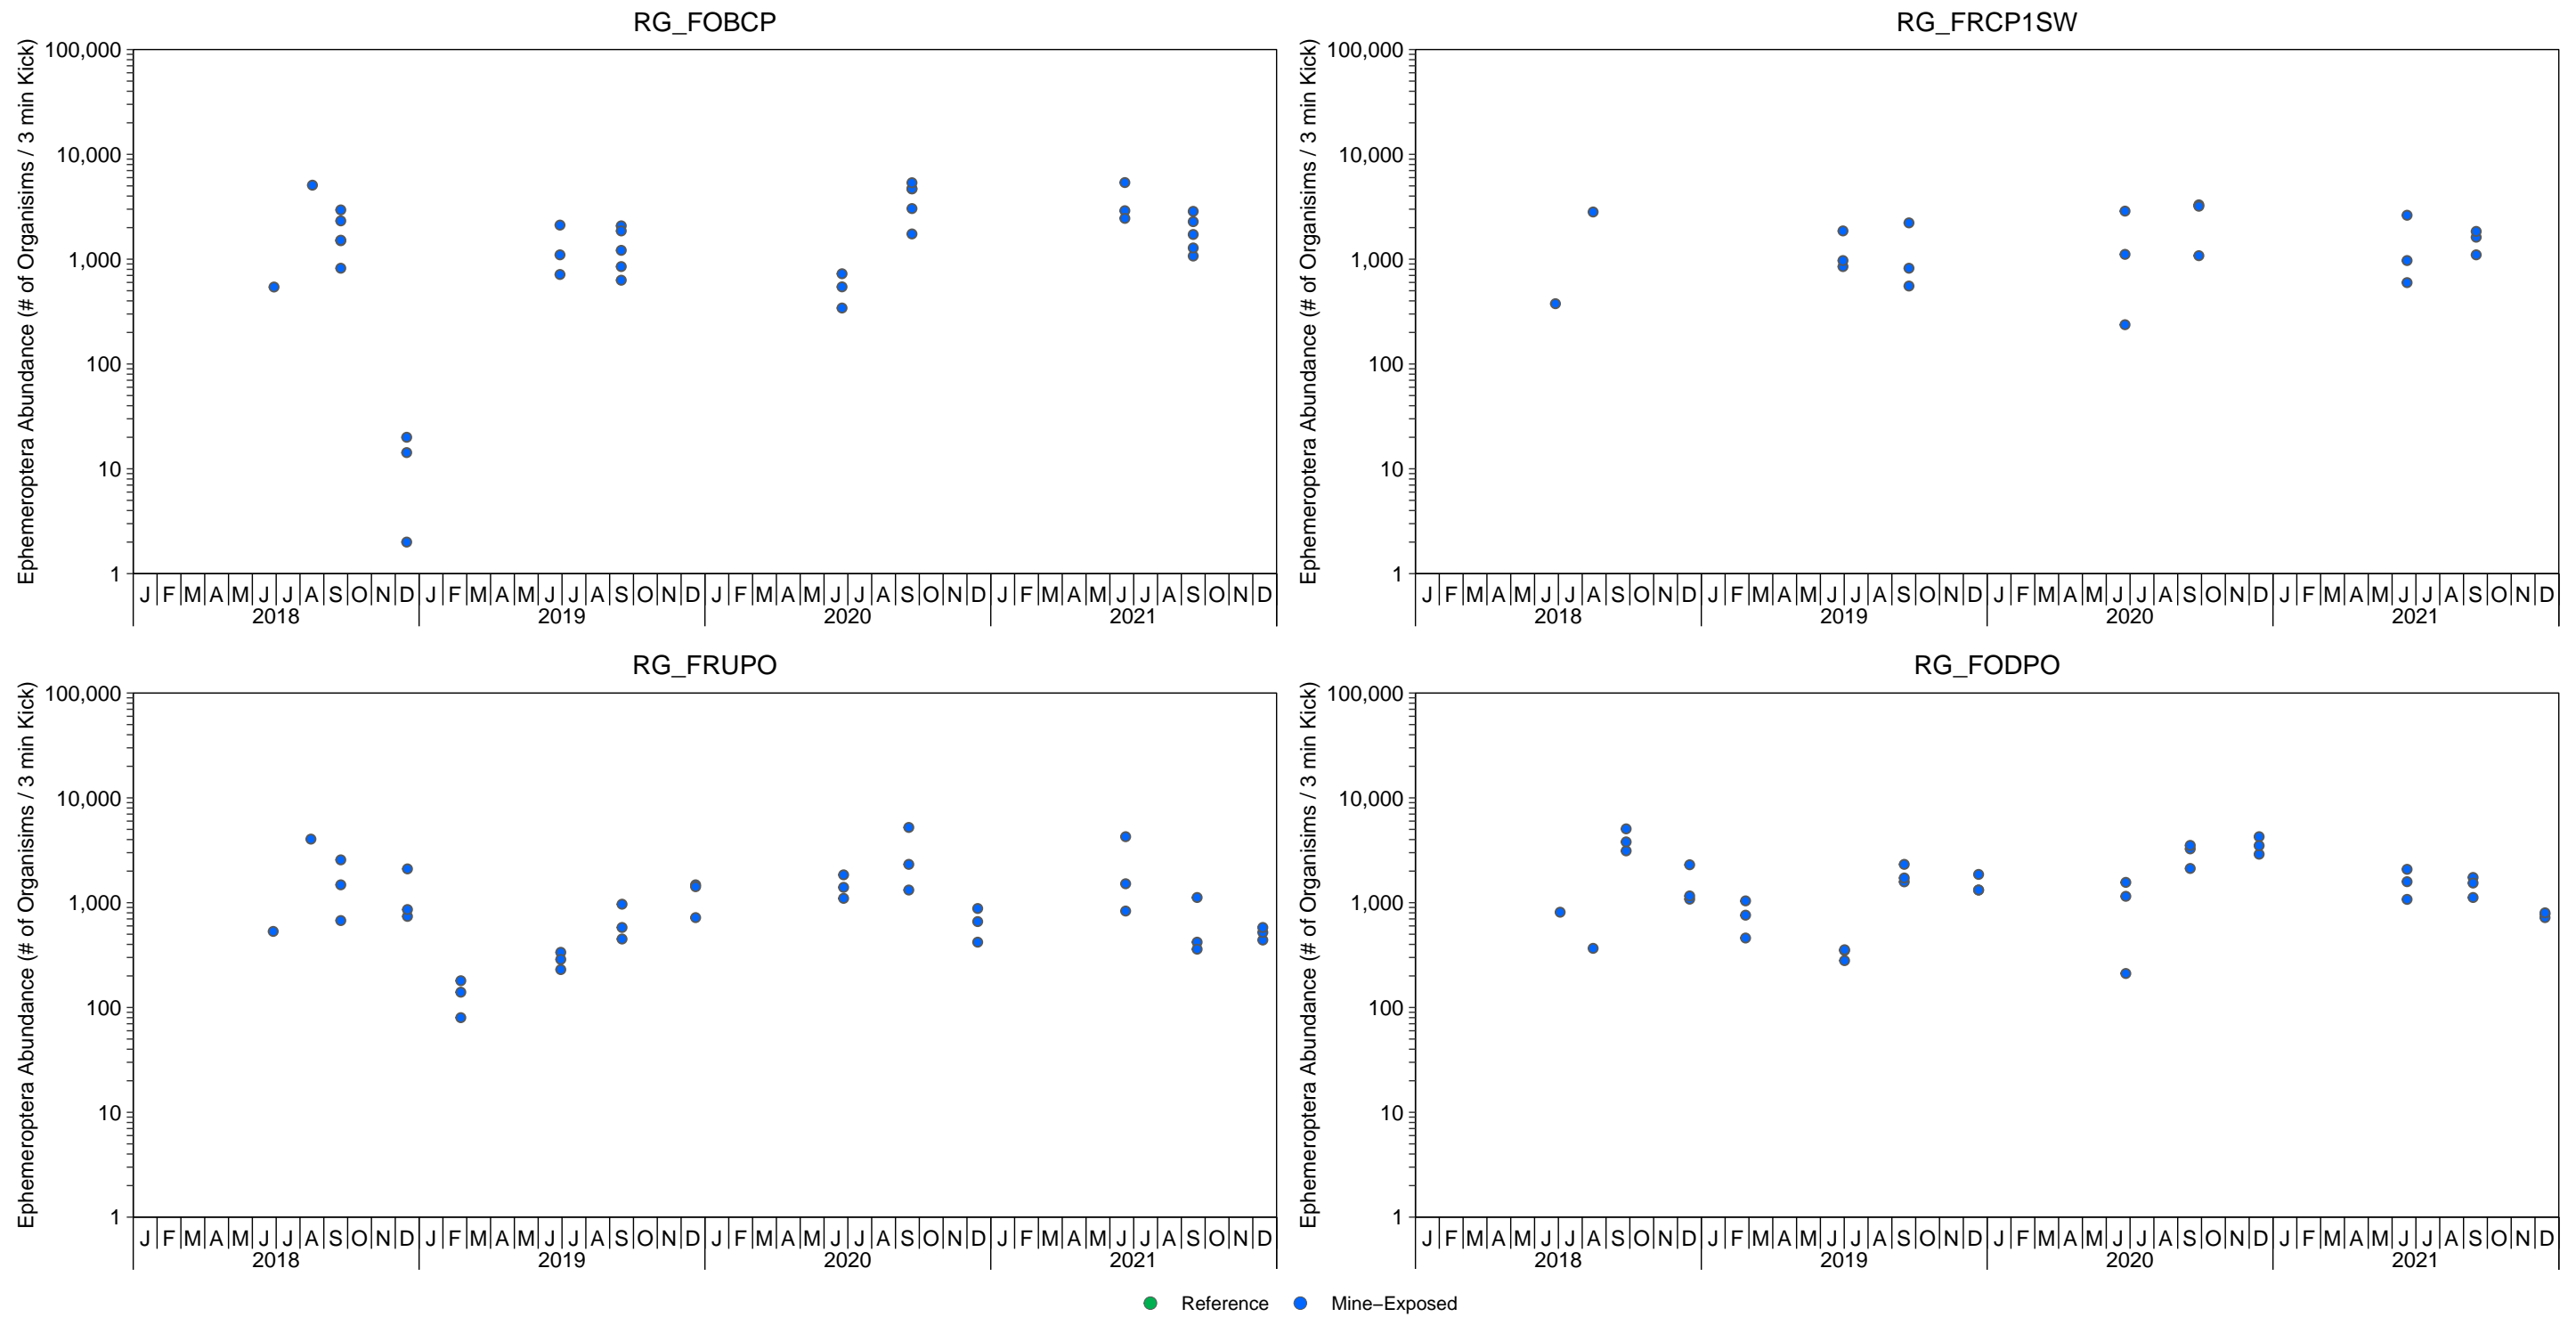 RG_FOBCP
Ephemeroptera Abundance (# of Organisims / 3 min Kick)
100,000
10,000
1,000
100
10
1
J F M A M J J A S O N D J F M A M J J A S O N D J F M A M J J A S O N D J F M A M J J A S O N D
2018 2019 2020 2021
RG_FRCP1SW
Ephemeroptera Abundance (# of Organisims / 3 min Kick)
100,000
10,000
1,000
100
10
1
J F M A M J J A S O N D J F M A M J J A S O N D J F M A M J J A S O N D J F M A M J J A S O N D
2018 2019 2020 2021
RG_FRUPO
Ephemeroptera Abundance (# of Organisims / 3 min Kick)
100,000
10,000
1,000
100
10
1
J F M A M J J A S O N D J F M A M J J A S O N D J F M A M J J A S O N D J F M A M J J A S O N D
2018 2019 2020 2021
RG_FODPO
Ephemeroptera Abundance (# of Organisims / 3 min Kick)
100,000
10,000
1,000
100
10
1
J F M A M J J A S O N D J F M A M J J A S O N D J F M A M J J A S O N D J F M A M J J A S O N D
2018 2019 2020 2021
Reference Mine−Exposed